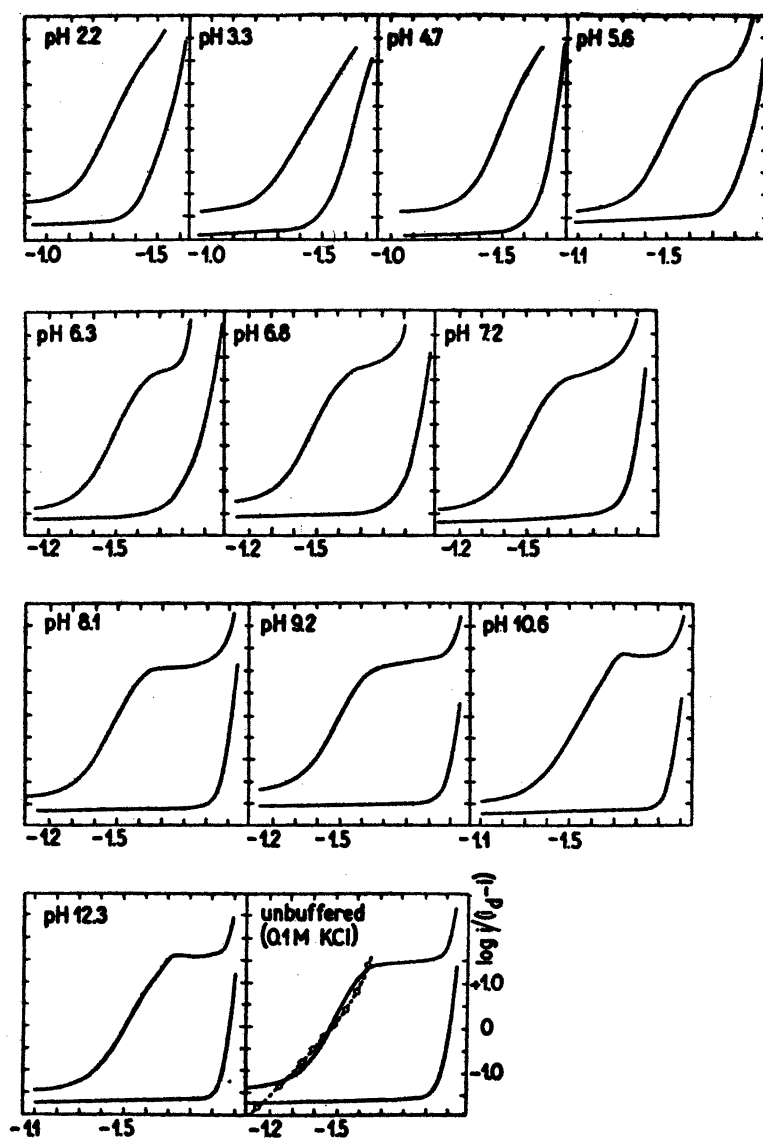 pH 2.2 pH 3.3 pH 4.7 pH 5.6
-1.0 -1.5 -1.0 -1.5 -1.0 -1.5 -1.1 -1.5
pH 6.3 pH 6.8 pH 7.2
-1.2 -1.5 -1.2 -1.5 -1.2 -1.5
pH 8.1 pH 9.2 pH 10.6
-1.2 -1.5 -1.2 -1.5 -1.1 -1.5
pH 12.3 unbuffered
(0.1M KCl)
log i/(i_d-i)
+1.0
0
-1.0
-1.1 -1.5 -1.2 -1.5